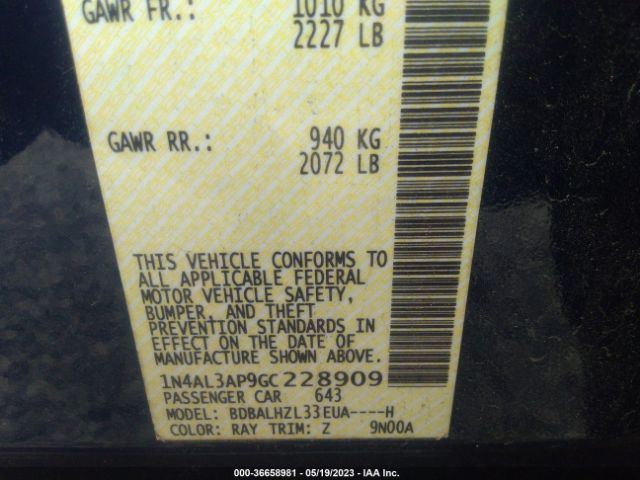 GAWR FR.: 1010 KG
2227 LB
GAWR RR.: 940 KG
2072 LB
THIS VEHICLE CONFORMS TO
ALL APPLICABLE FEDERAL
MOTOR VEHICLE SAFETY,
BUMPER, AND THEFT
PREVENTION STANDARDS IN
EFFECT ON THE DATE OF
MANUFACTURE SHOWN ABOVE.
1N4AL3AP9GC228909
PASSENGER CAR 643
MODEL: BDBALHZL33EUA----H
COLOR: RAY TRIM: Z 9N00A
000-36658981 - 05/19/2023 - IAA Inc.